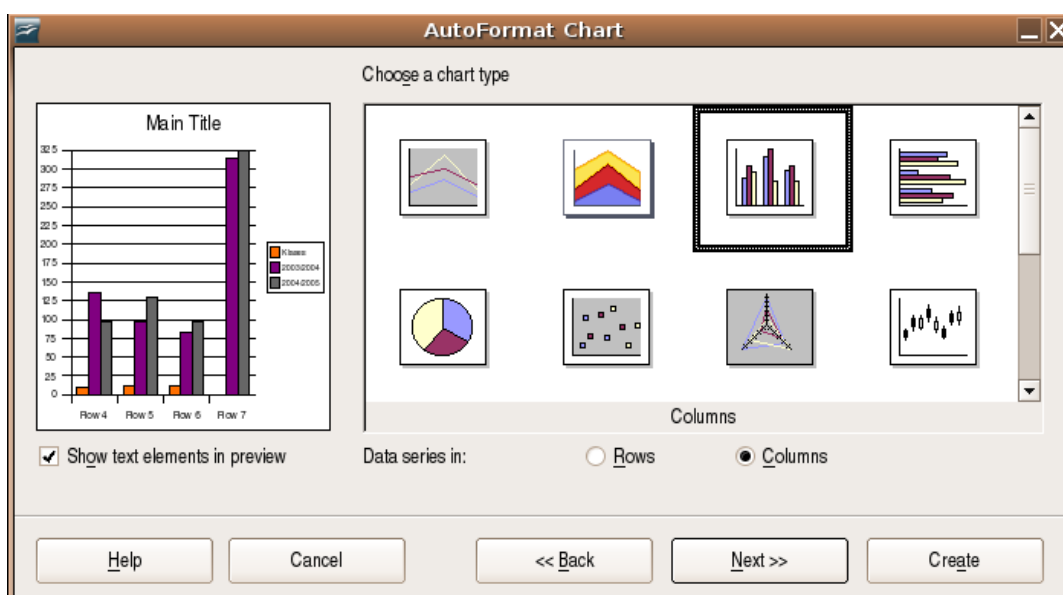 AutoFormat Chart
Choose a chart type
Main Title
325
300
275
250
225
200
175
150
125
100
75
50
25
0
Klasse
2003/2004
2004/2005
Row 4 Row 5 Row 6 Row 7
Columns
Show text elements in preview
Data series in: Rows Columns
Help Cancel << Back Next >> Create